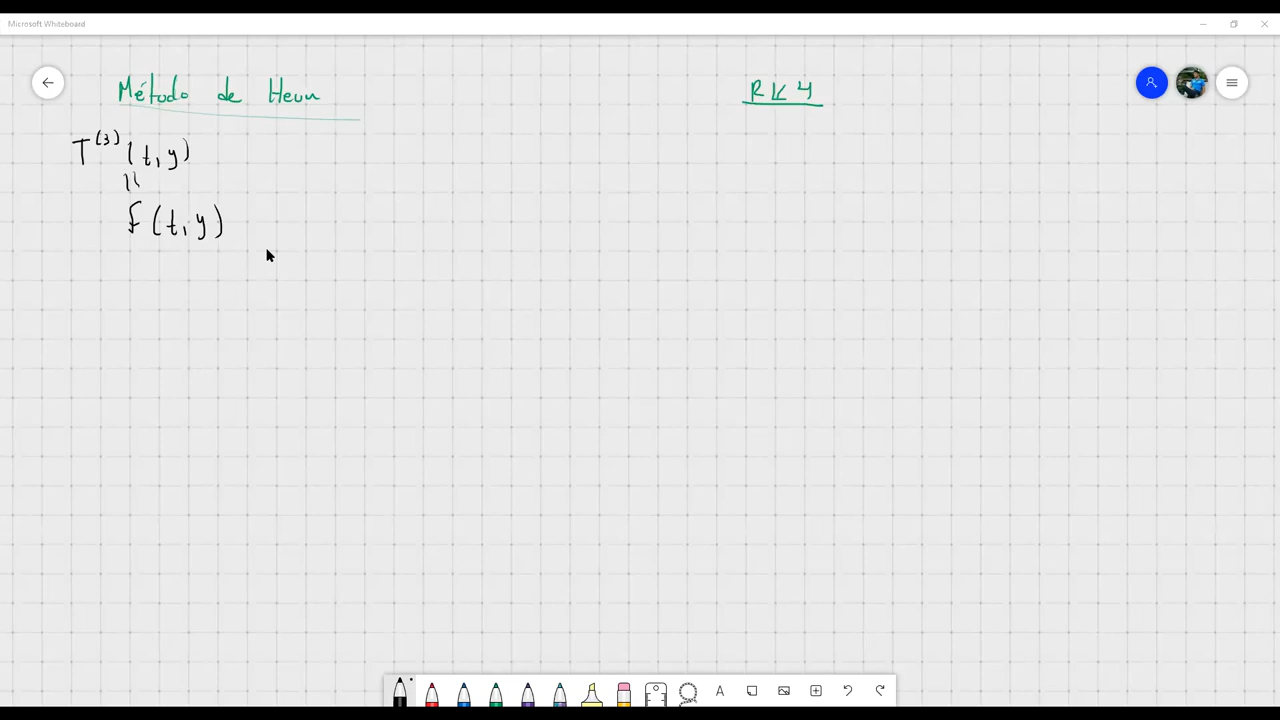 Microsoft Whiteboard
Método de Heun
RK4
T⁽³⁾(t,y)
=
f(t,y)
A